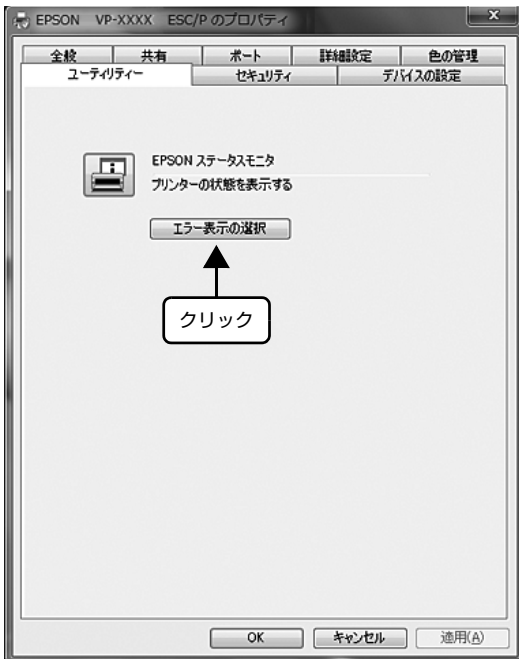 EPSON VP-XXXX ESC/P のプロパティ
全般 共有 ポート 詳細設定 色の管理
ユーティリティー セキュリティ デバイスの設定
EPSON ステータスモニタ
プリンターの状態を表示する
エラー表示の選択
クリック
OK キャンセル 適用(A)